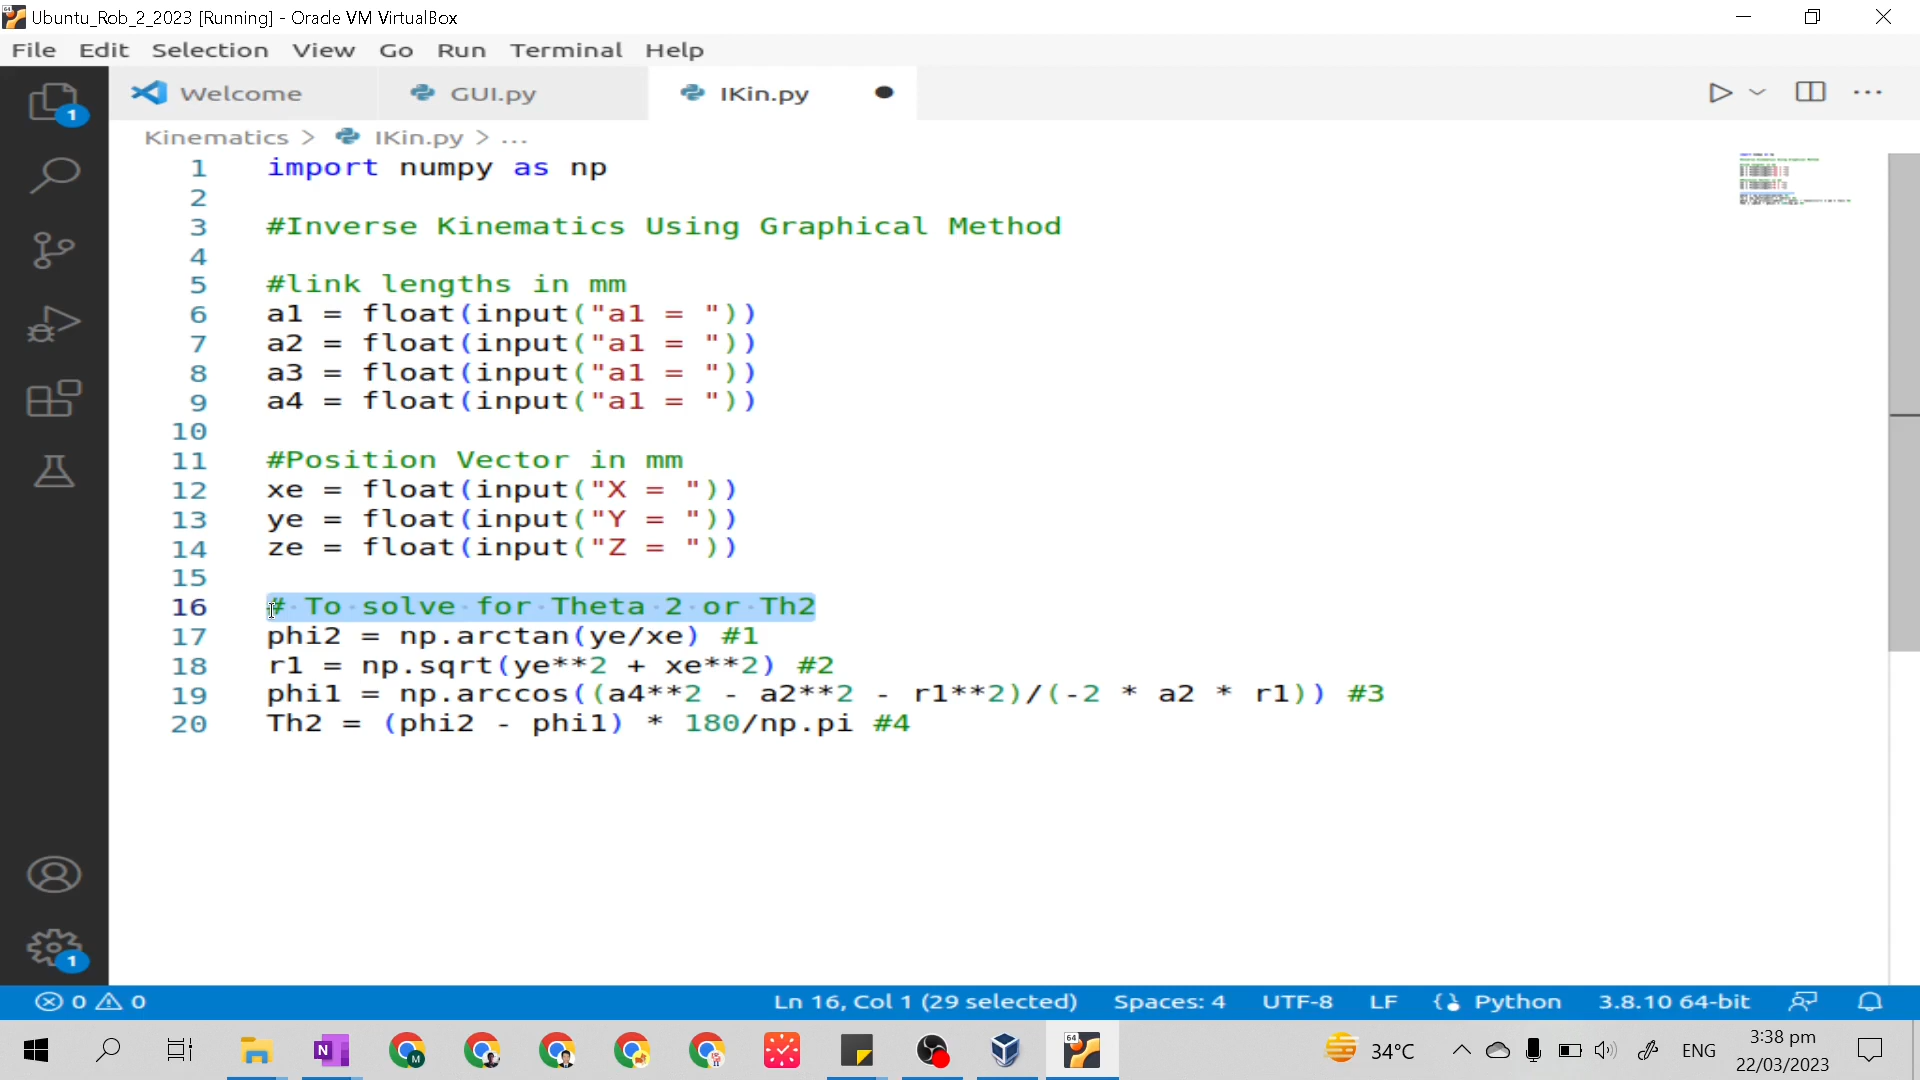 Ubuntu_Rob_2_2023 [Running] - Oracle VM VirtualBox
File Edit Selection View Go Run Terminal Help
Welcome GUI.py IKin.py
Kinematics > IKin.py > ...
1 import numpy as np
2
3 #Inverse Kinematics Using Graphical Method
4
5 #link lengths in mm
6 a1 = float(input("a1 = "))
7 a2 = float(input("a1 = "))
8 a3 = float(input("a1 = "))
9 a4 = float(input("a1 = "))
10
11 #Position Vector in mm
12 xe = float(input("X = "))
13 ye = float(input("Y = "))
14 ze = float(input("Z = "))
15
16 # To solve for Theta 2 or Th2
17 phi2 = np.arctan(ye/xe) #1
18 r1 = np.sqrt(ye**2 + xe**2) #2
19 phi1 = np.arccos((a4**2 - a2**2 - r1**2)/(-2 * a2 * r1)) #3
20 Th2 = (phi2 - phi1) * 180/np.pi #4
1
1
0 0 Ln 16, Col 1 (29 selected) Spaces: 4 UTF-8 LF Python 3.8.10 64-bit
N M 64 34°C ENG 3:38 pm
22/03/2023